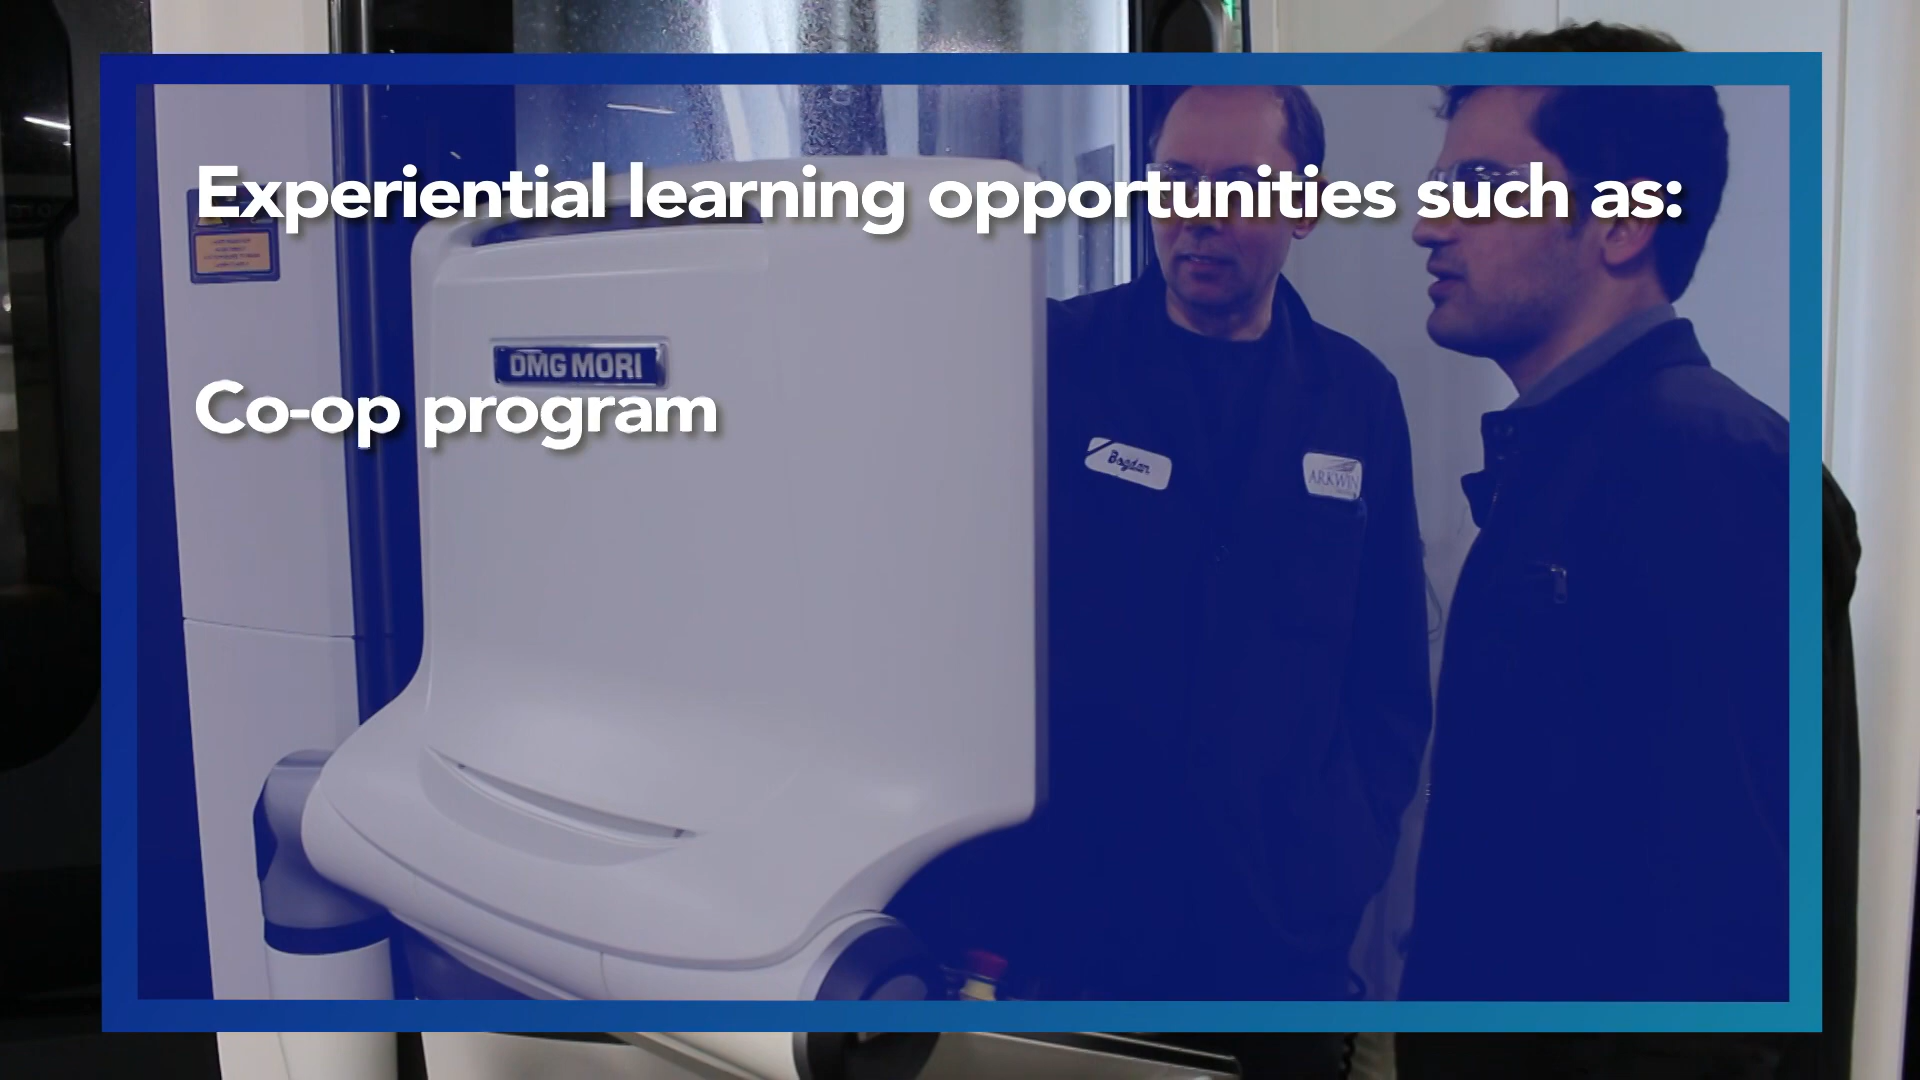 Experiential learning opportunities such as:
DMG MORI
Co-op program
Bogdan
ARKWIN